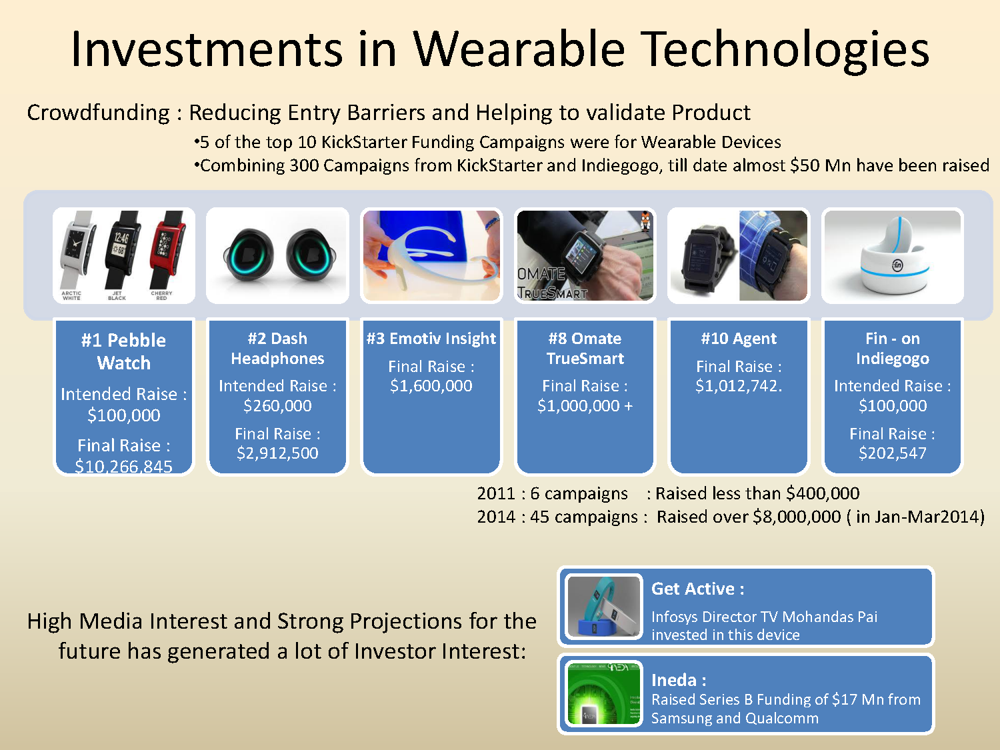 Investments in Wearable Technologies
Crowdfunding : Reducing Entry Barriers and Helping to validate Product
•5 of the top 10 KickStarter Funding Campaigns were for Wearable Devices
•Combining 300 Campaigns from KickStarter and Indiegogo, till date almost $50 Mn have been raised
ARCTIC WHITE
JET BLACK
CHERRY RED
12:46
68°
OMATE
TRUESMART
fin
#1 Pebble
Watch
Intended Raise :
$100,000
Final Raise :
$10,266,845
#2 Dash
Headphones
Intended Raise :
$260,000
Final Raise :
$2,912,500
#3 Emotiv Insight
Final Raise :
$1,600,000
#8 Omate
TrueSmart
Final Raise :
$1,000,000 +
#10 Agent
Final Raise :
$1,012,742.
Fin - on
Indiegogo
Intended Raise :
$100,000
Final Raise :
$202,547
2011 : 6 campaigns : Raised less than $400,000
2014 : 45 campaigns : Raised over $8,000,000 ( in Jan-Mar2014)
High Media Interest and Strong Projections for the
future has generated a lot of Investor Interest:
Get Active :
Infosys Director TV Mohandas Pai
invested in this device
INEDA
Ineda :
Raised Series B Funding of $17 Mn from
Samsung and Qualcomm